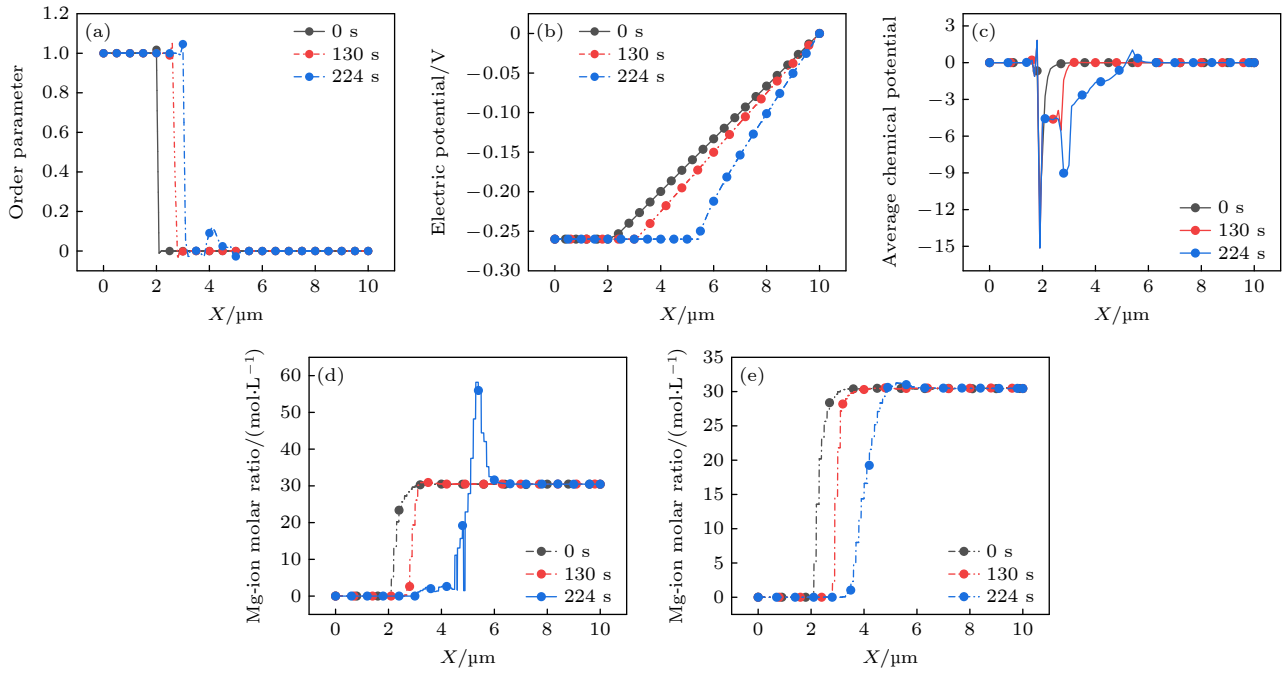 (a)
0 s
130 s
224 s
Order parameter
1.2
1.0
0.8
0.6
0.4
0.2
0
0 2 4 6 8 10
X/µm
(b)
0 s
130 s
224 s
Electric potential/V
0
−0.05
−0.10
−0.15
−0.20
−0.25
−0.30
0 2 4 6 8 10
X/µm
(c)
0 s
130 s
224 s
Average chemical potential
3
0
−3
−6
−9
−12
−15
0 2 4 6 8 10
X/µm
(d)
0 s
130 s
224 s
Mg-ion molar ratio/(mol·L⁻¹)
60
50
40
30
20
10
0
0 2 4 6 8 10
X/µm
(e)
0 s
130 s
224 s
Mg-ion molar ratio/(mol·L⁻¹)
35
30
25
20
15
10
5
0
0 2 4 6 8 10
X/µm